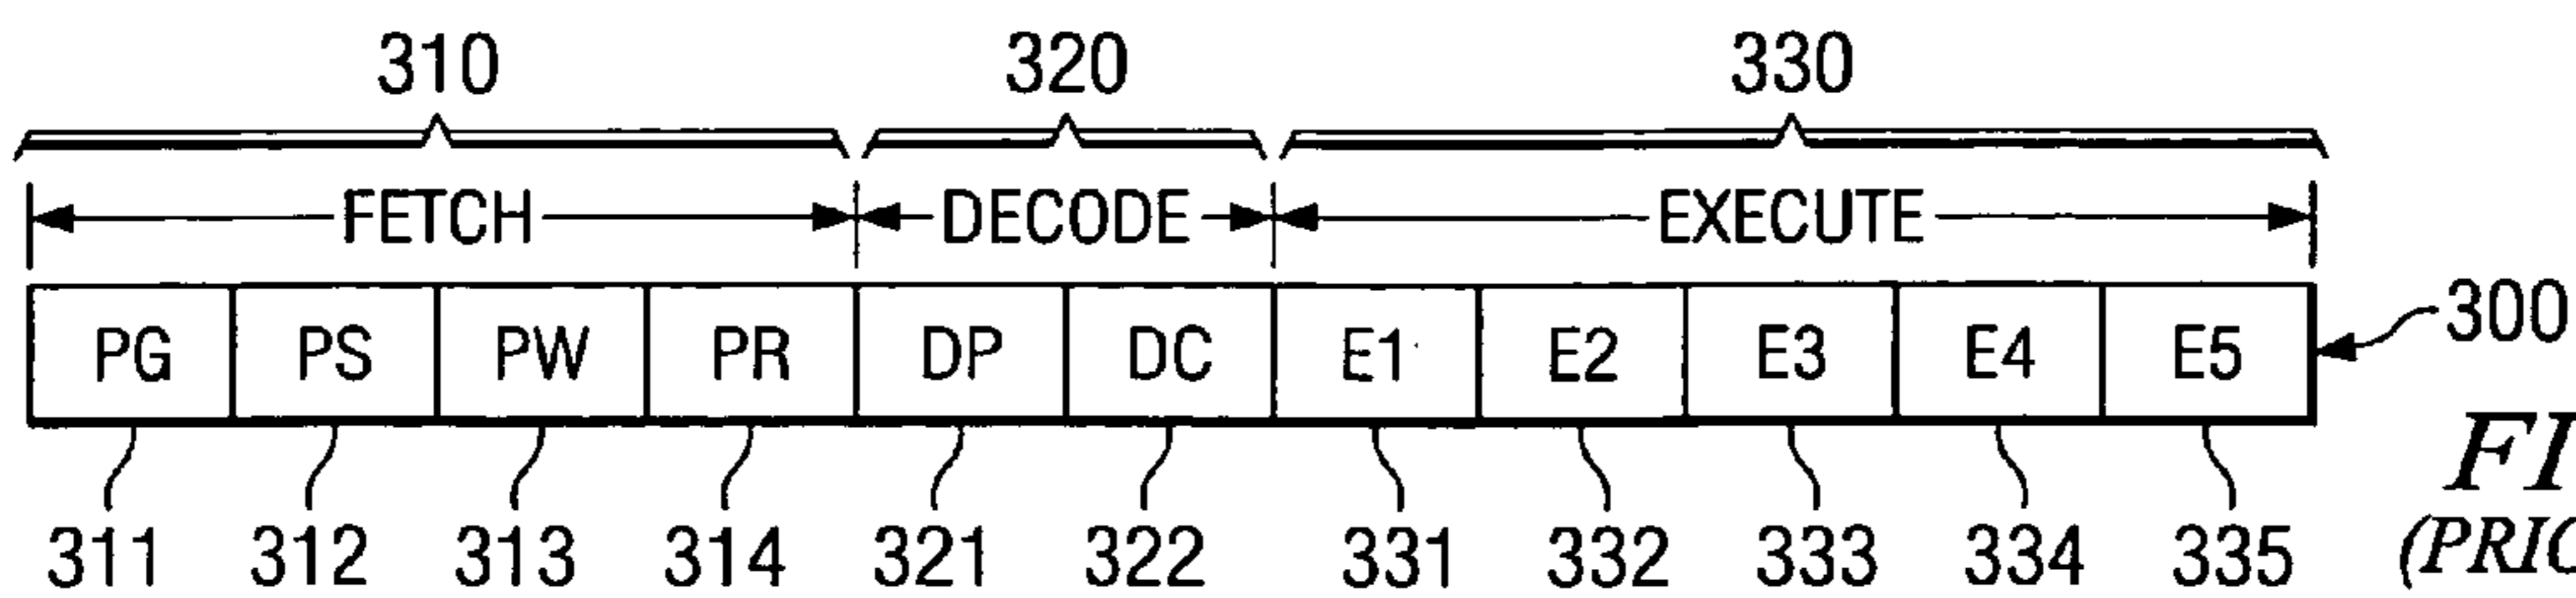 310 320 330
FETCH DECODE EXECUTE
PG PS PW PR DP DC E1 E2 E3 E4 E5
300
311 312 313 314 321 322 331 332 333 334 335